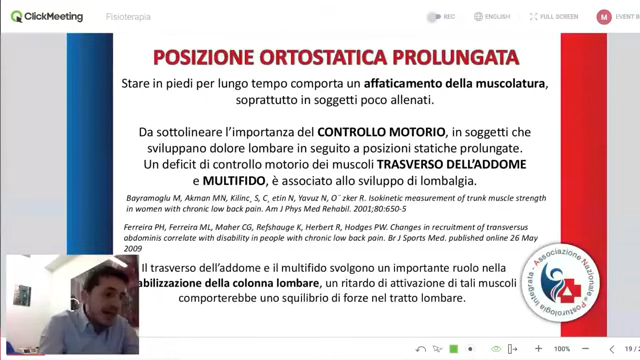 ClickMeeting
Fisioterapia
REC
ENGLISH
FULL SCREEN
M
EVENT
POSIZIONE ORTOSTATICA PROLUNGATA
Stare in piedi per lungo tempo comporta un affaticamento della muscolatura,
soprattutto in soggetti poco allenati.
Da sottolineare l'importanza del CONTROLLO MOTORIO, in soggetti che
sviluppano dolore lombare in seguito a posizioni statiche prolungate.
Un deficit di controllo motorio dei muscoli TRASVERSO DELL'ADDOME
e MULTIFIDO, è associato allo sviluppo di lombalgia.
Bayramoglu M, Akman MN, Kilinc¸ S, C¸ etin N, Yavuz N, O¨ zker R. Isokinetic measurement of trunk muscle strength
in women with chronic low back pain. Am J Phys Med Rehabil. 2001;80:650-5
Ferreira PH, Ferreira ML, Maher CG, Refshauge K, Herbert R, Hodges PW. Changes in recruitment of transversus
abdominis correlate with disability in people with chronic low back pain. Br J Sports Med. published online 26 May
2009
Il trasverso dell'addome e il multifido svolgono un importante ruolo nella
abilizzazione della colonna lombare, un ritardo di attivazione di tali muscoli
comporterebbe uno squilibrio di forze nel tratto lombare.
Associazione Nazionale di Posturologia Integrata
100%
19/2